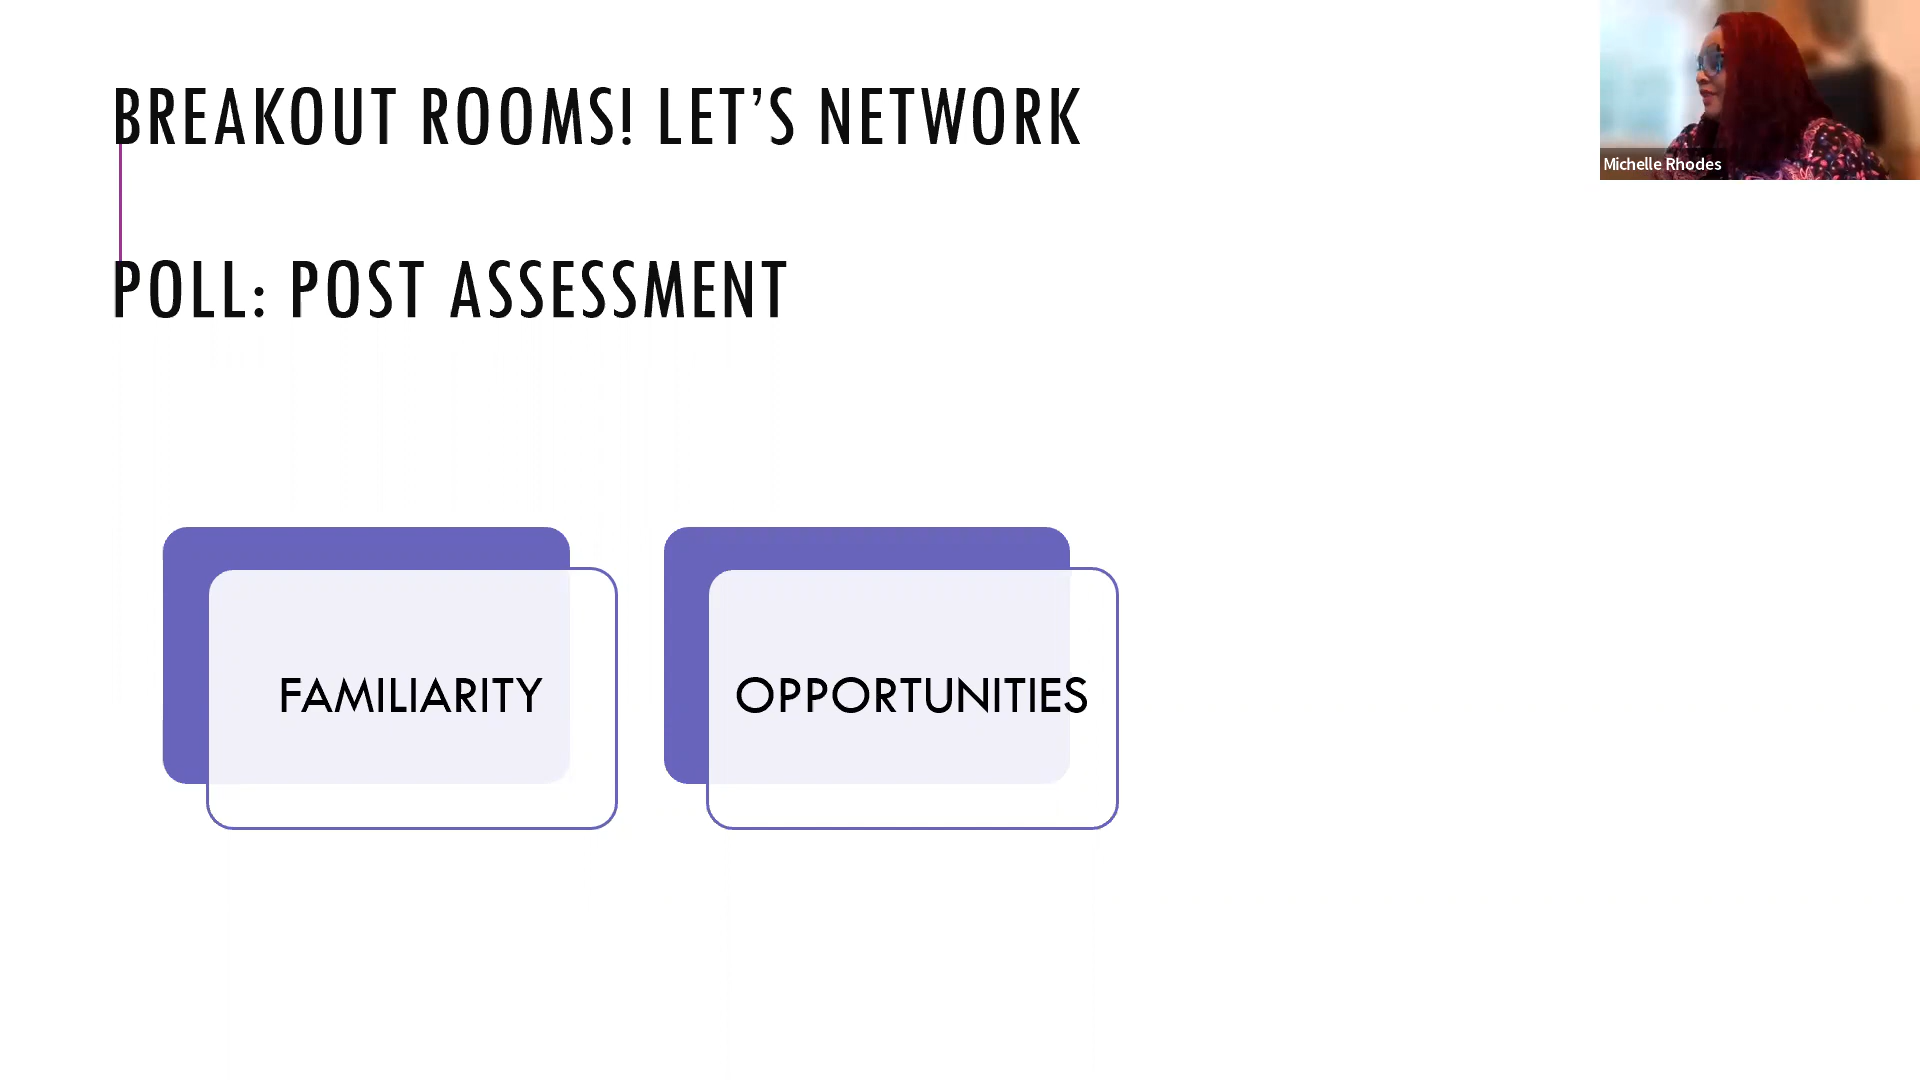 BREAKOUT ROOMS! LET’S NETWORK
Michelle Rhodes
POLL: POST ASSESSMENT
FAMILIARITY
OPPORTUNITIES